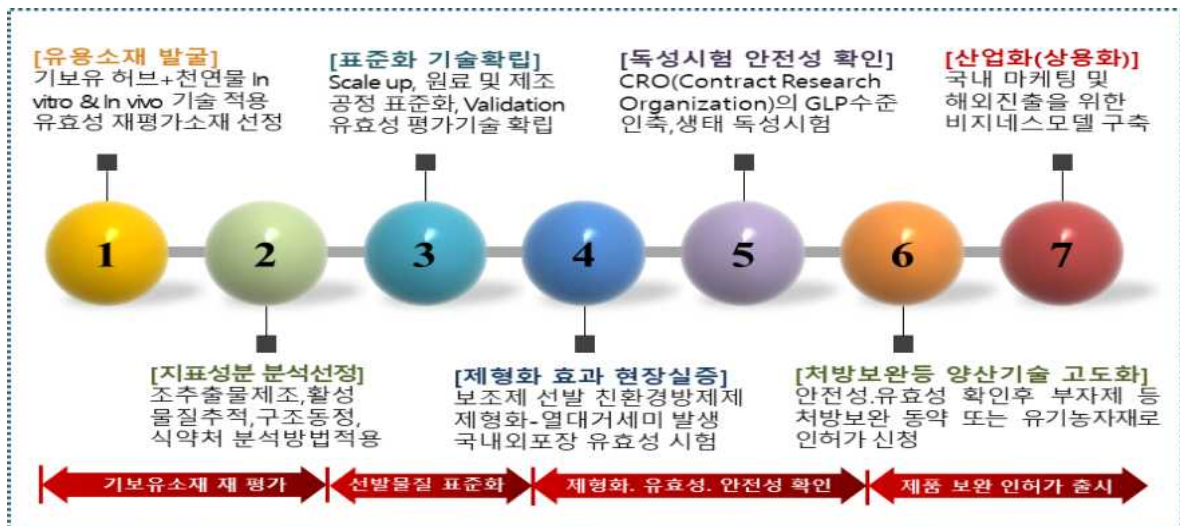 [유용소재 발굴]
기보유 허브+천연물 In
vitro & In vivo 기술 적용
유효성 재평가소재 선정
[표준화 기술확립]
Scale up, 원료 및 제조
공정 표준화, Validation
유효성 평가기술 확립
[독성시험 안전성 확인]
CRO(Contract Research
Organization)의 GLP수준
인축,생태 독성시험
[산업화(상용화)]
국내 마케팅 및
해외진출을 위한
비지네스모델 구축
1 2 3 4 5 6 7
[지표성분 분석선정]
조추출물제조,활성
물질추적,구조동정,
식약처 분석방법적용
[제형화 효과 현장실증]
보조제 선발 친환경방제제
제형화-열대거세미 발생
국내외포장 유효성 시험
[처방보완등 양산기술 고도화]
안전성.유효성 확인후 부자제 등
처방보완 동약 또는 유기농자재로
인허가 신청
기보유소재 재 평가
선발물질 표준화
제형화. 유효성. 안전성 확인
제품 보완 인허가 출시